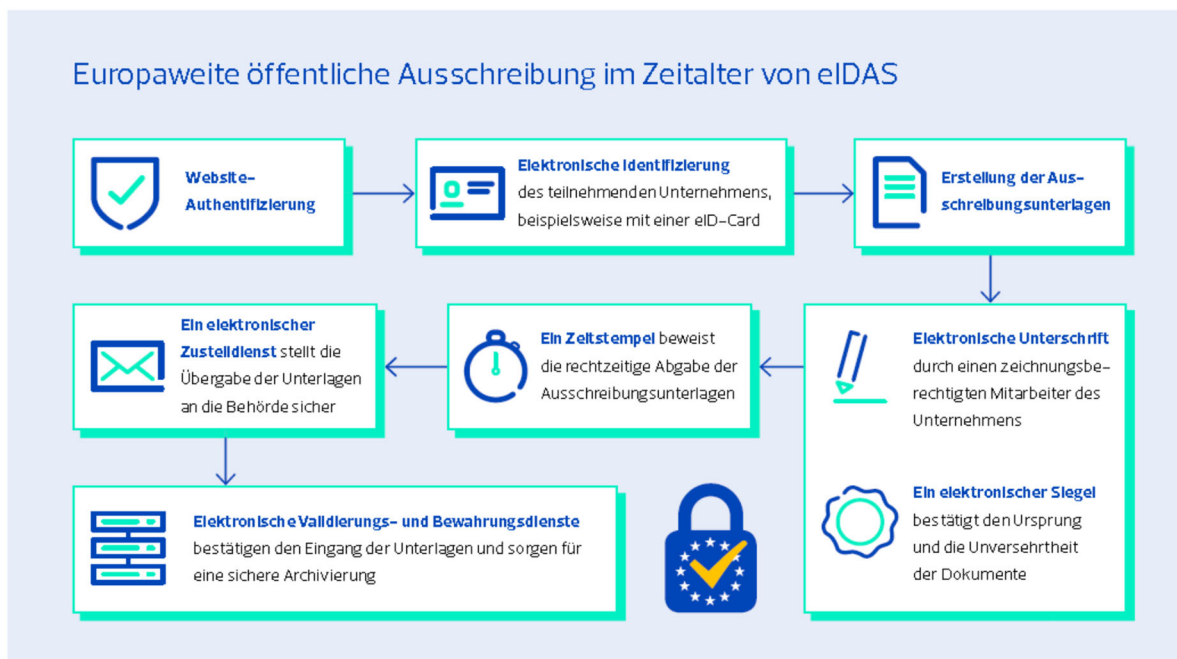 Europaweite öffentliche Ausschreibung im Zeitalter von eIDAS
Website-
Authentifizierung
Elektronische Identifizierung
des teilnehmenden Unternehmens,
beispielsweise mit einer eID-Card
Erstellung der Aus-
schreibungsunterlagen
Elektronische Unterschrift
durch einen zeichnungsbe-
rechtigten Mitarbeiter des
Unternehmens
Ein elektronischer Siegel
bestätigt den Ursprung
und die Unversehrtheit
der Dokumente
Ein Zeitstempel beweist
die rechtzeitige Abgabe der
Ausschreibungsunterlagen
Ein elektronischer
Zustelldienst stellt die
Übergabe der Unterlagen
an die Behörde sicher
Elektronische Validierungs- und Bewahrungsdienste
bestätigen den Eingang der Unterlagen und sorgen für
eine sichere Archivierung